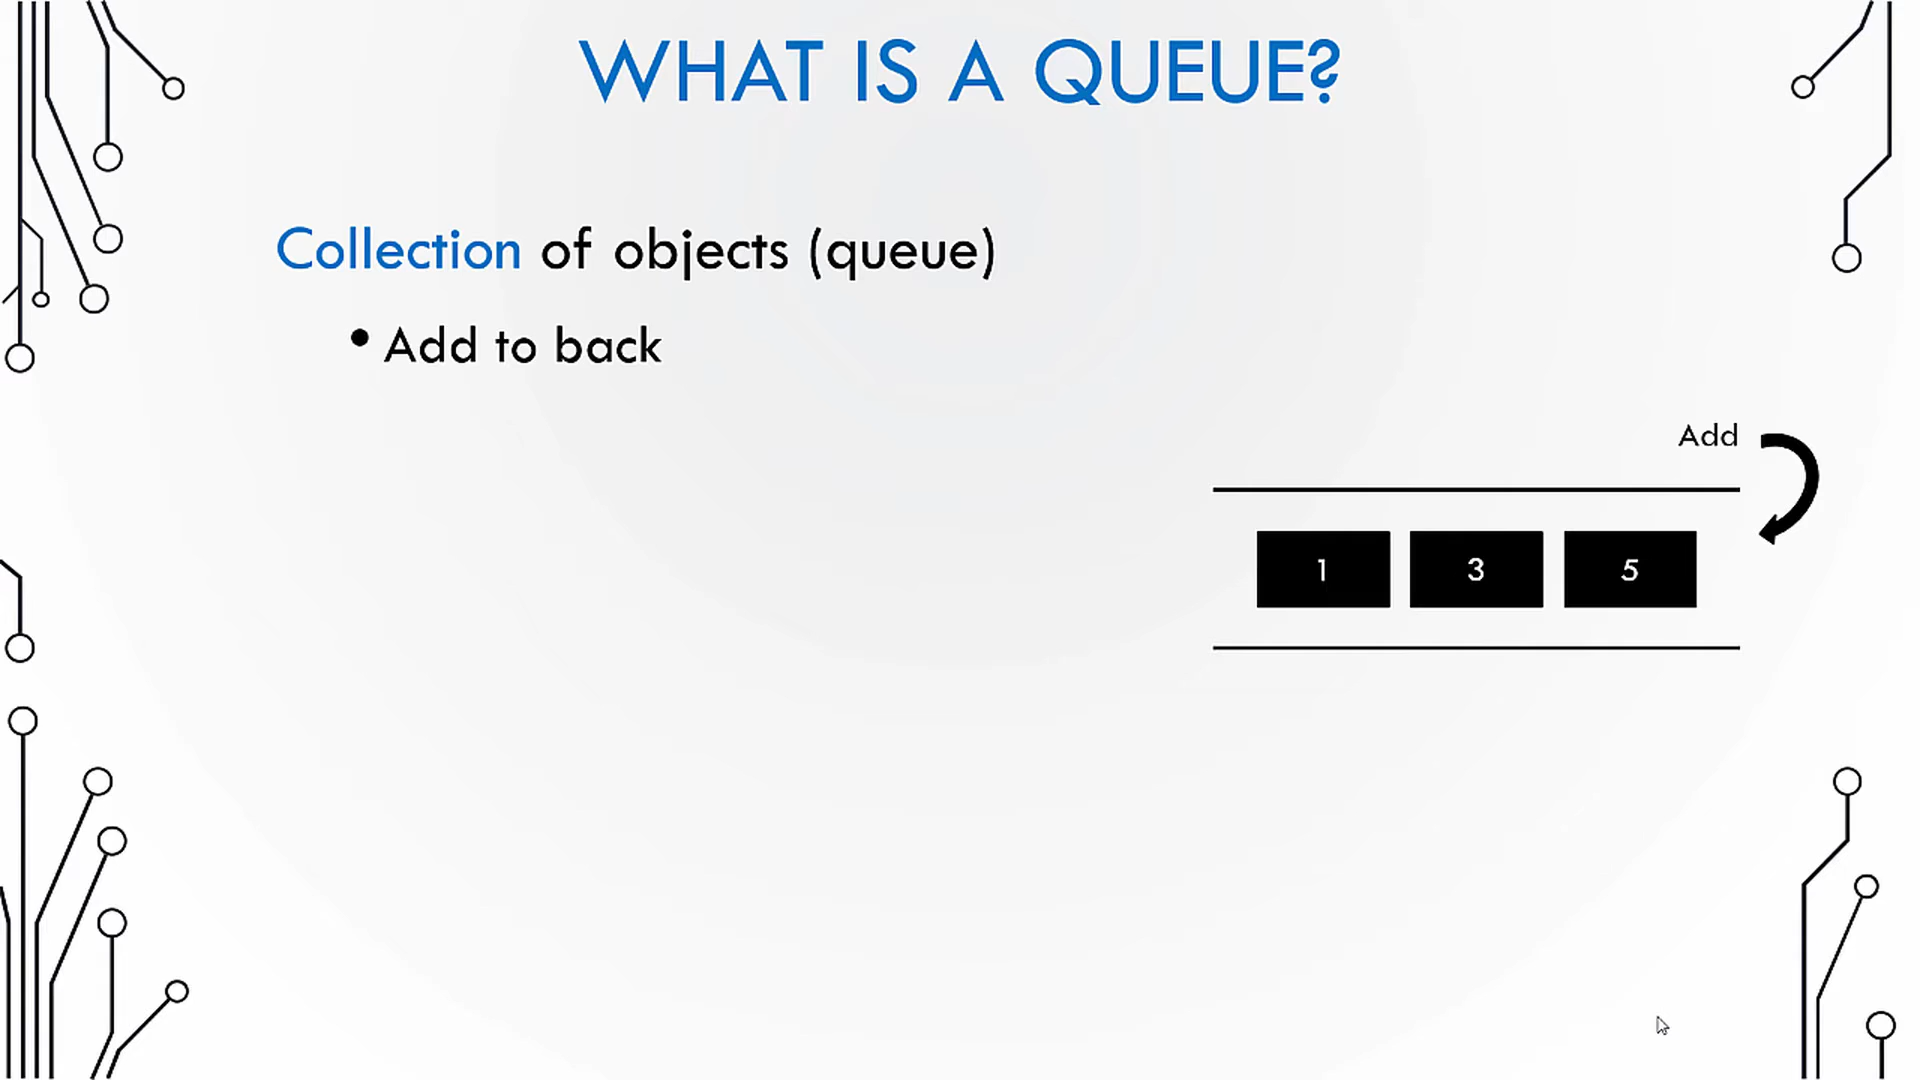 WHAT IS A QUEUE?
Collection of objects (queue)
• Add to back
Add
1 3 5